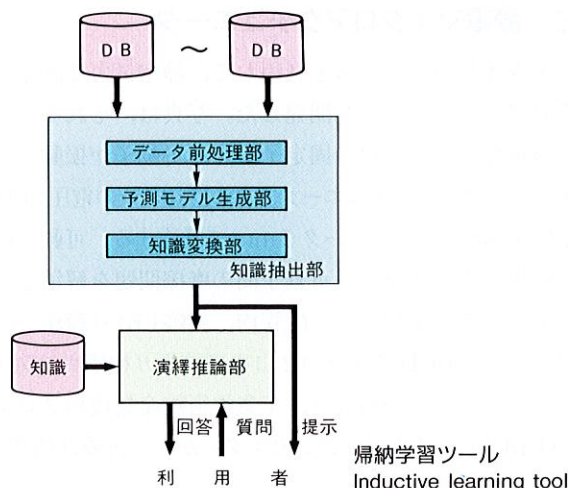 DB ～ DB
データ前処理部
予測モデル生成部
知識変換部
知識抽出部
知識
演繹推論部
回答 質問 提示
利 用 者
帰納学習ツール
Inductive learning tool